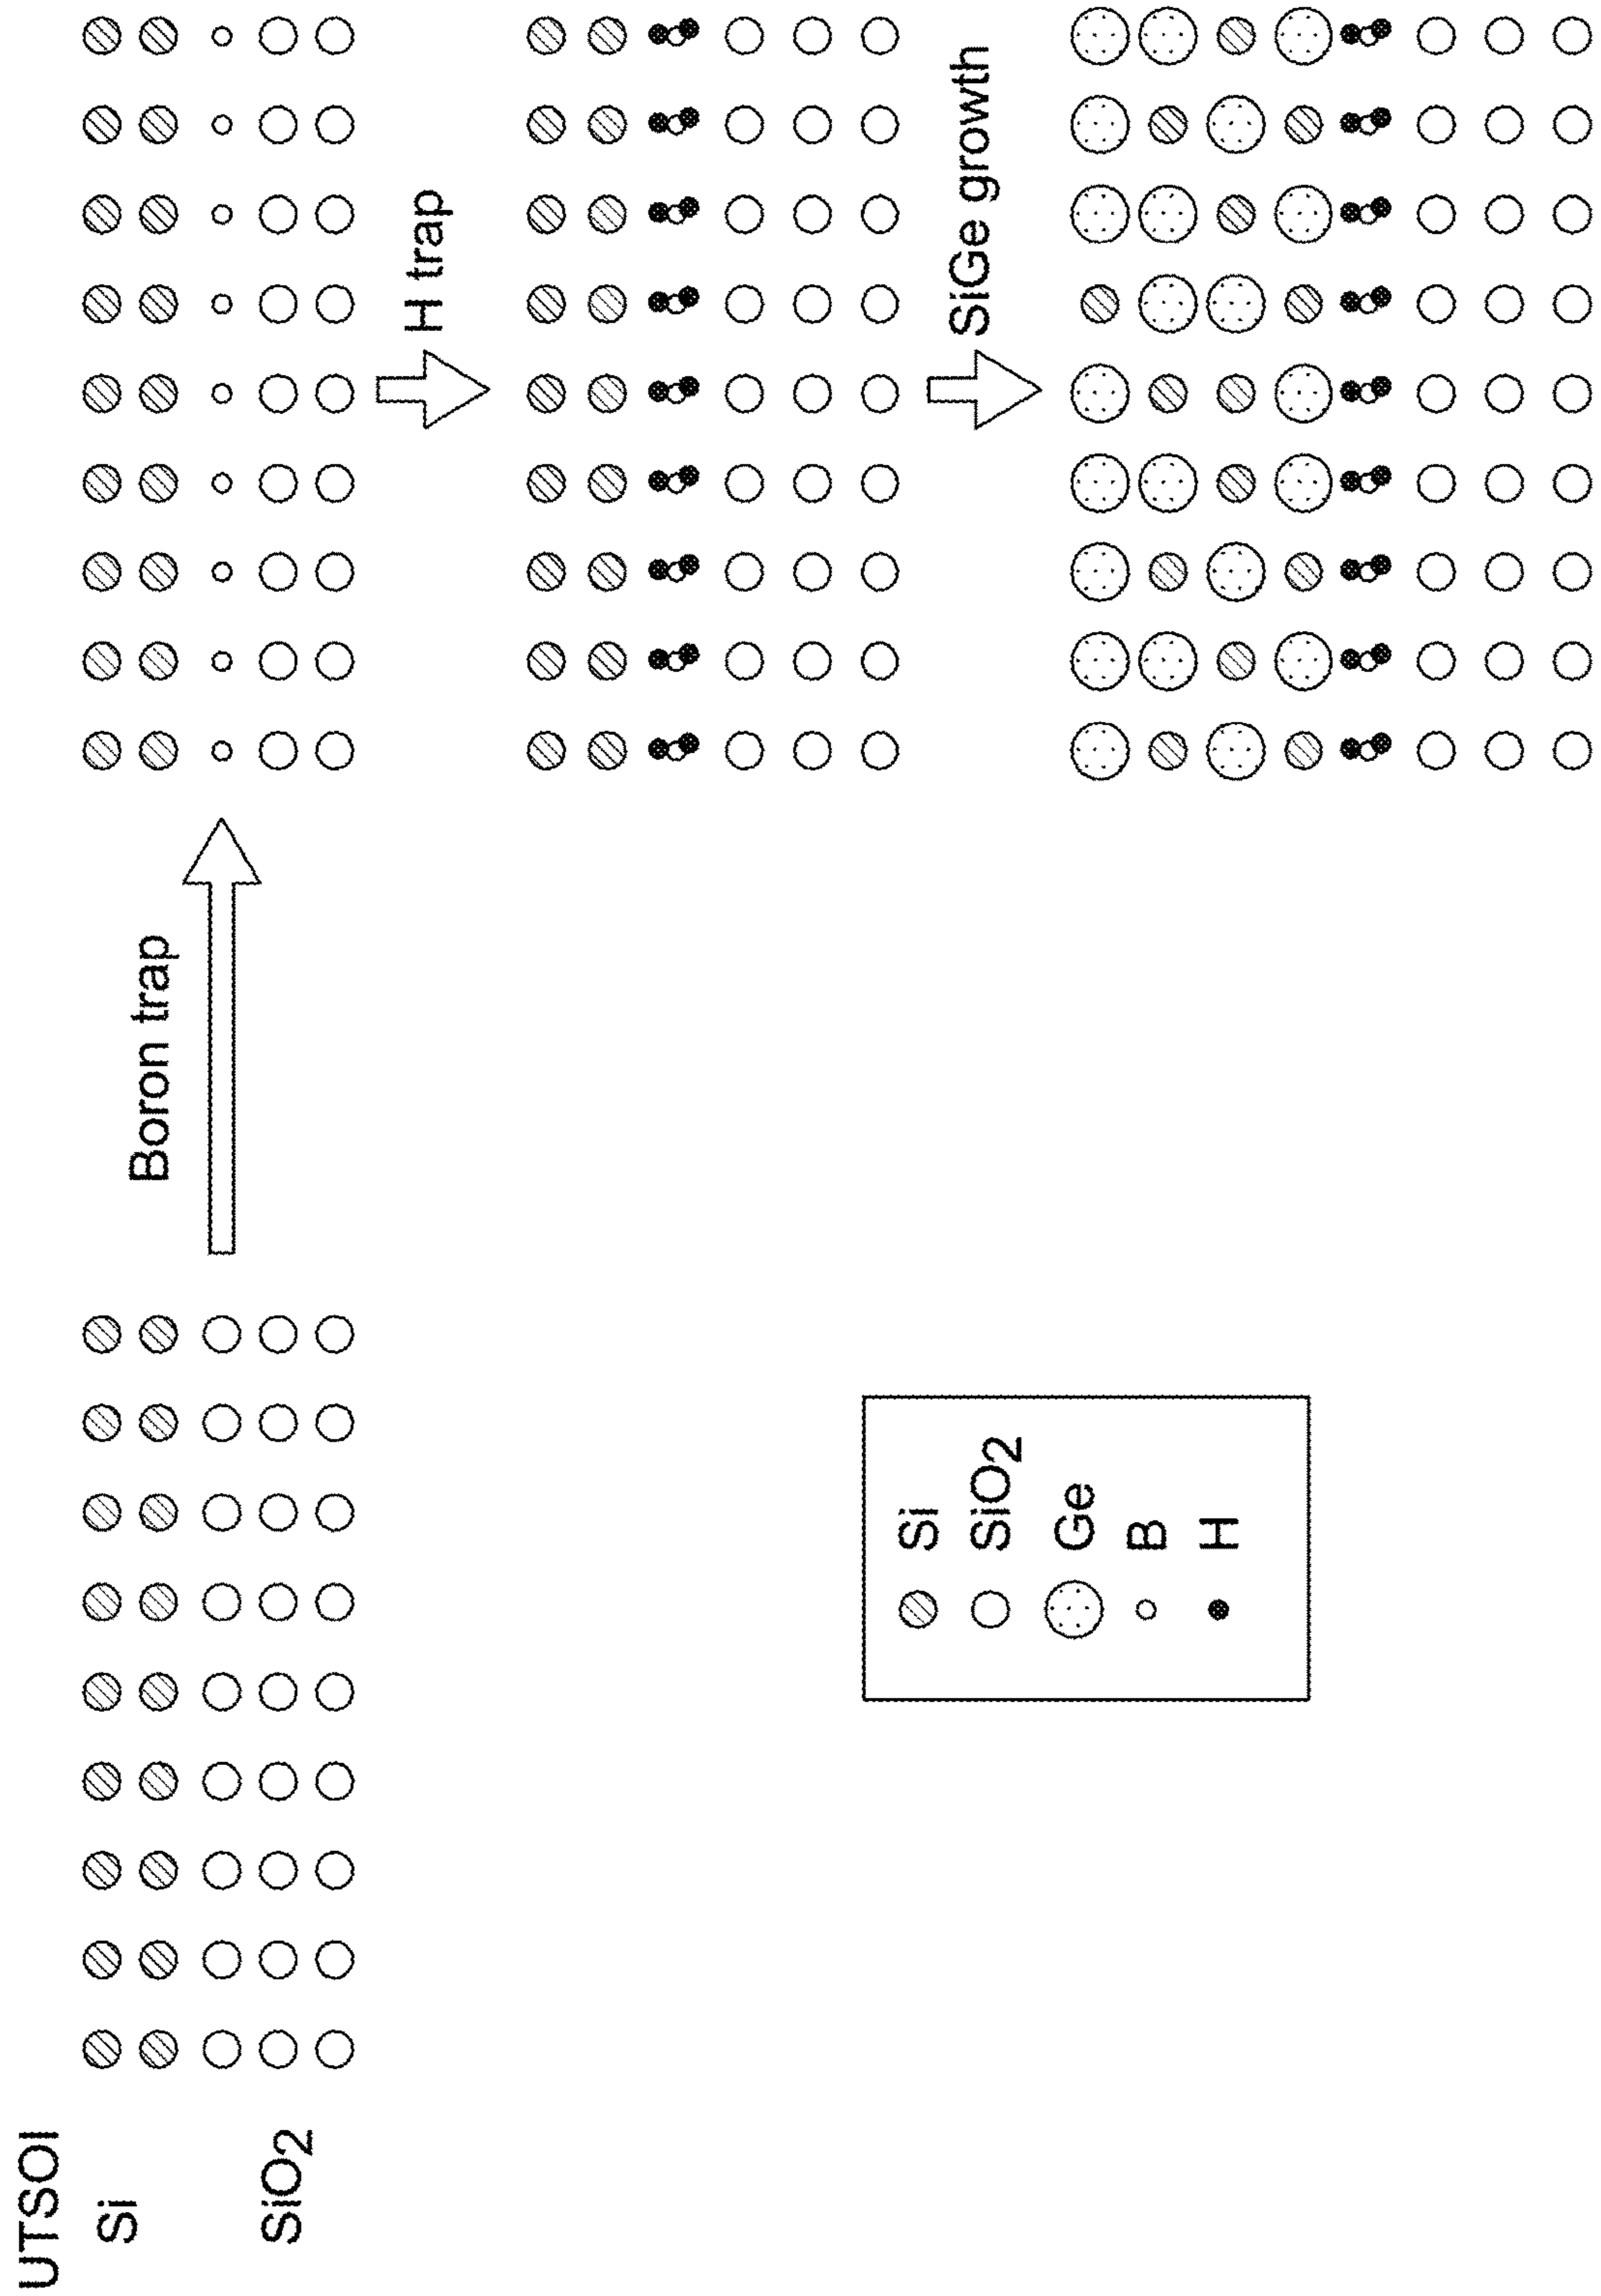 UTSOI
Si
SiO2
Boron trap
H trap
SiGe growth
Si
SiO2
Ge
B
H